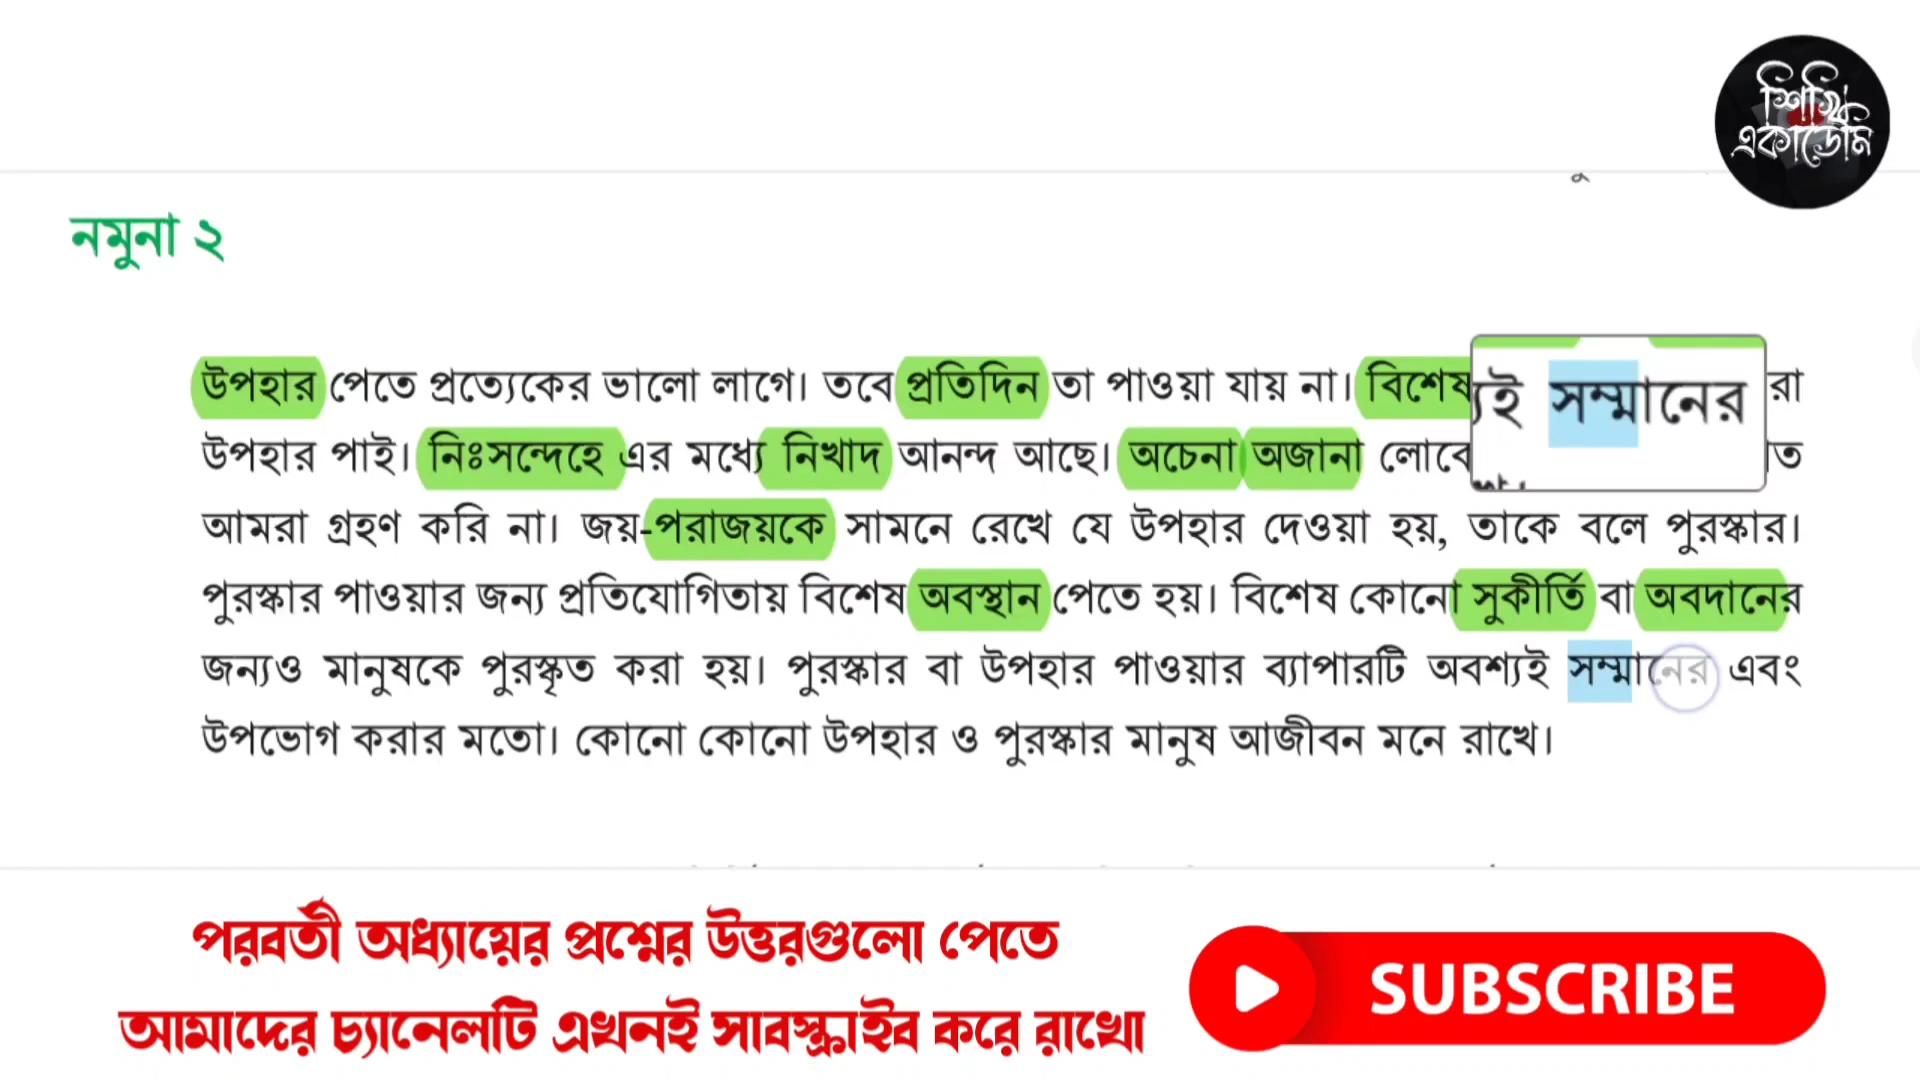 শিখি
একাডেমি
নমুনা ২
উপহার পেতে প্রত্যেকের ভালো লাগে। তবে প্রতিদিন তা পাওয়া যায় না। বিশেষ রা
্যই সম্মানের
উপহার পাই। নিঃসন্দেহে এর মধ্যে নিখাদ আনন্দ আছে। অচেনা অজানা
আমরা গ্রহণ করি না। জয়-পরাজয়কে সামনে রেখে যে উপহার দেওয়া হয়, তাকে বলে পুরস্কার।
পুরস্কার পাওয়ার জন্য প্রতিযোগিতায় বিশেষ অবস্থান পেতে হয়। বিশেষ কোনো সুকীর্তি বা অবদানের
জন্যও মানুষকে পুরস্কৃত করা হয়। পুরস্কার বা উপহার পাওয়ার ব্যাপারটি অবশ্যই সম্মানের এবং
উপভোগ করার মতো। কোনো কোনো উপহার ও পুরস্কার মানুষ আজীবন মনে রাখে।
পরবর্তী অধ্যায়ের প্রশ্নের উত্তরগুলো পেতে
আমাদের চ্যানেলটি এখনই সাবস্ক্রাইব করে রাখো
SUBSCRIBE